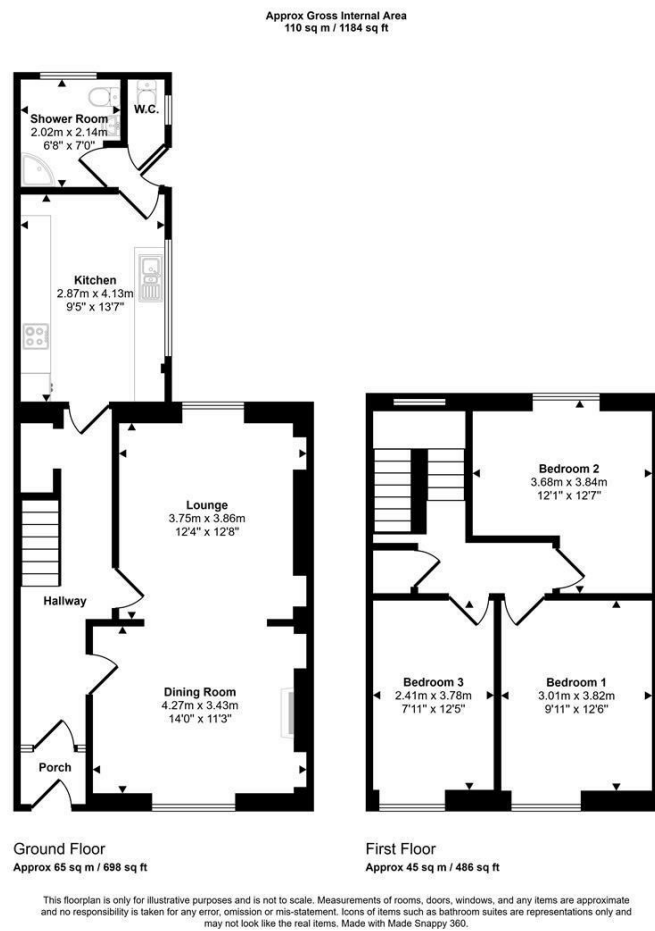 Approx Gross Internal Area
110 sq m / 1184 sq ft
W.C.
Shower Room
2.02m x 2.14m
6'8" x 7'0"
Kitchen
2.87m x 4.13m
9'5" x 13'7"
Lounge
3.75m x 3.86m
12'4" x 12'8"
Hallway
Dining Room
4.27m x 3.43m
14'0" x 11'3"
Porch
Ground Floor
Approx 65 sq m / 698 sq ft
Bedroom 2
3.68m x 3.84m
12'1" x 12'7"
Bedroom 3
2.41m x 3.78m
7'11" x 12'5"
Bedroom 1
3.01m x 3.82m
9'11" x 12'6"
First Floor
Approx 45 sq m / 486 sq ft
This floorplan is only for illustrative purposes and is not to scale. Measurements of rooms, doors, windows, and any items are approximate
and no responsibility is taken for any error, omission or mis-statement. Icons of items such as bathroom suites are representations only and
may not look like the real items. Made with Made Snappy 360.